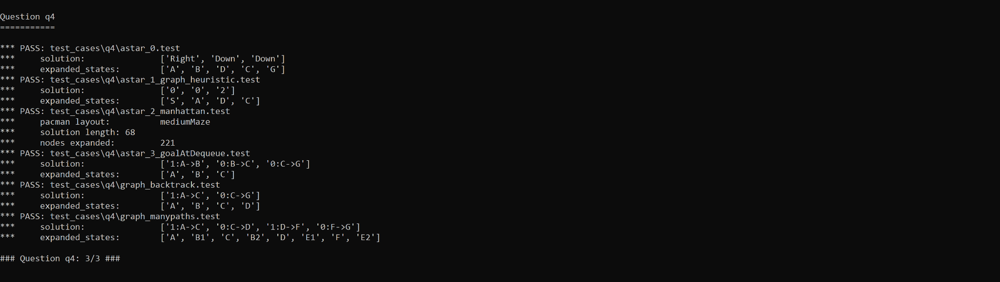 Question q4
===========
*** PASS: test_cases\q4\astar_0.test
***     solution:               ['Right', 'Down', 'Down']
***     expanded_states:        ['A', 'B', 'D', 'C', 'G']
*** PASS: test_cases\q4\astar_1_graph_heuristic.test
***     solution:               ['0', '0', '2']
***     expanded_states:        ['S', 'A', 'D', 'C']
*** PASS: test_cases\q4\astar_2_manhattan.test
***     pacman layout:          mediumMaze
***     solution length: 68
***     nodes expanded:         221
*** PASS: test_cases\q4\astar_3_goalAtDequeue.test
***     solution:               ['1:A->B', '0:B->C', '0:C->G']
***     expanded_states:        ['A', 'B', 'C']
*** PASS: test_cases\q4\graph_backtrack.test
***     solution:               ['1:A->C', '0:C->G']
***     expanded_states:        ['A', 'B', 'C', 'D']
*** PASS: test_cases\q4\graph_manypaths.test
***     solution:               ['1:A->C', '0:C->D', '1:D->F', '0:F->G']
***     expanded_states:        ['A', 'B1', 'C', 'B2', 'D', 'E1', 'F', 'E2']
### Question q4: 3/3 ###